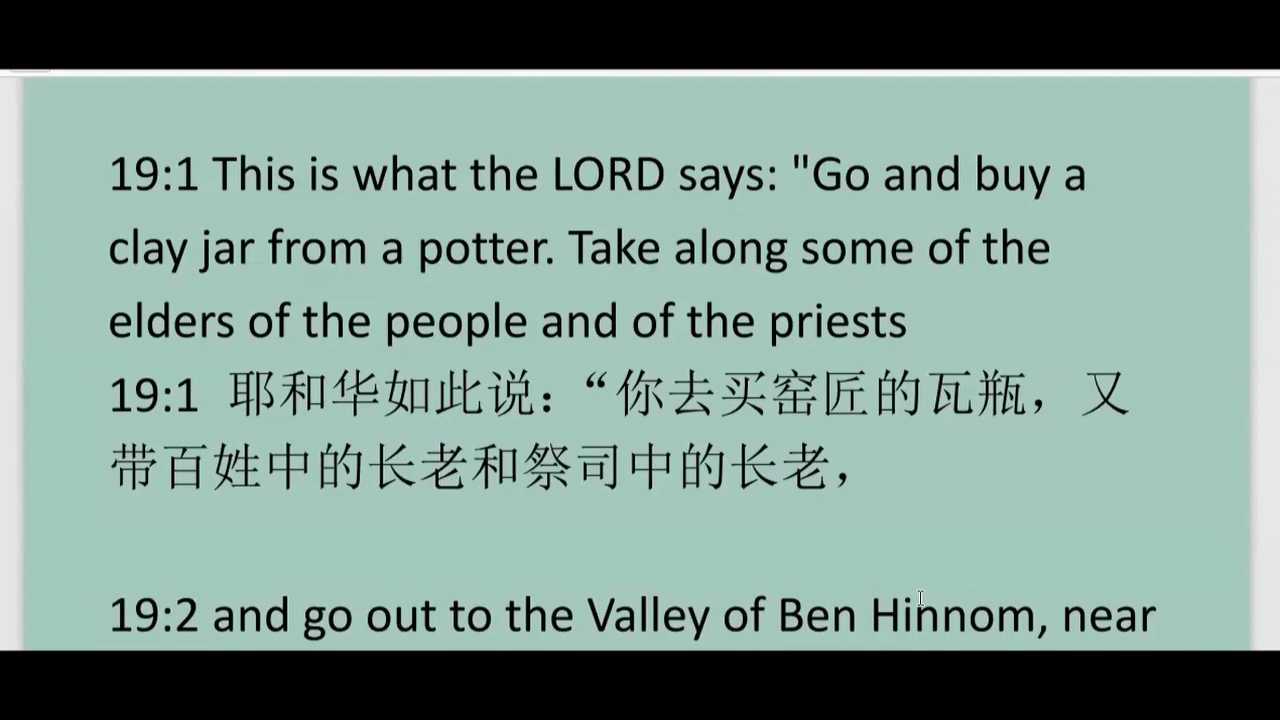 19:1 This is what the LORD says: "Go and buy a
clay jar from a potter. Take along some of the
elders of the people and of the priests
19:1 耶和华如此说：“你去买窑匠的瓦瓶，又
带百姓中的长老和祭司中的长老，
19:2 and go out to the Valley of Ben Hinnom, near